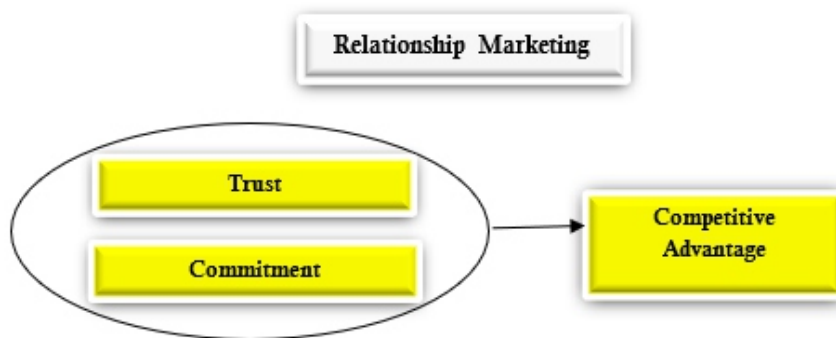 Relationship Marketing
Trust
Commitment
Competitive
Advantage